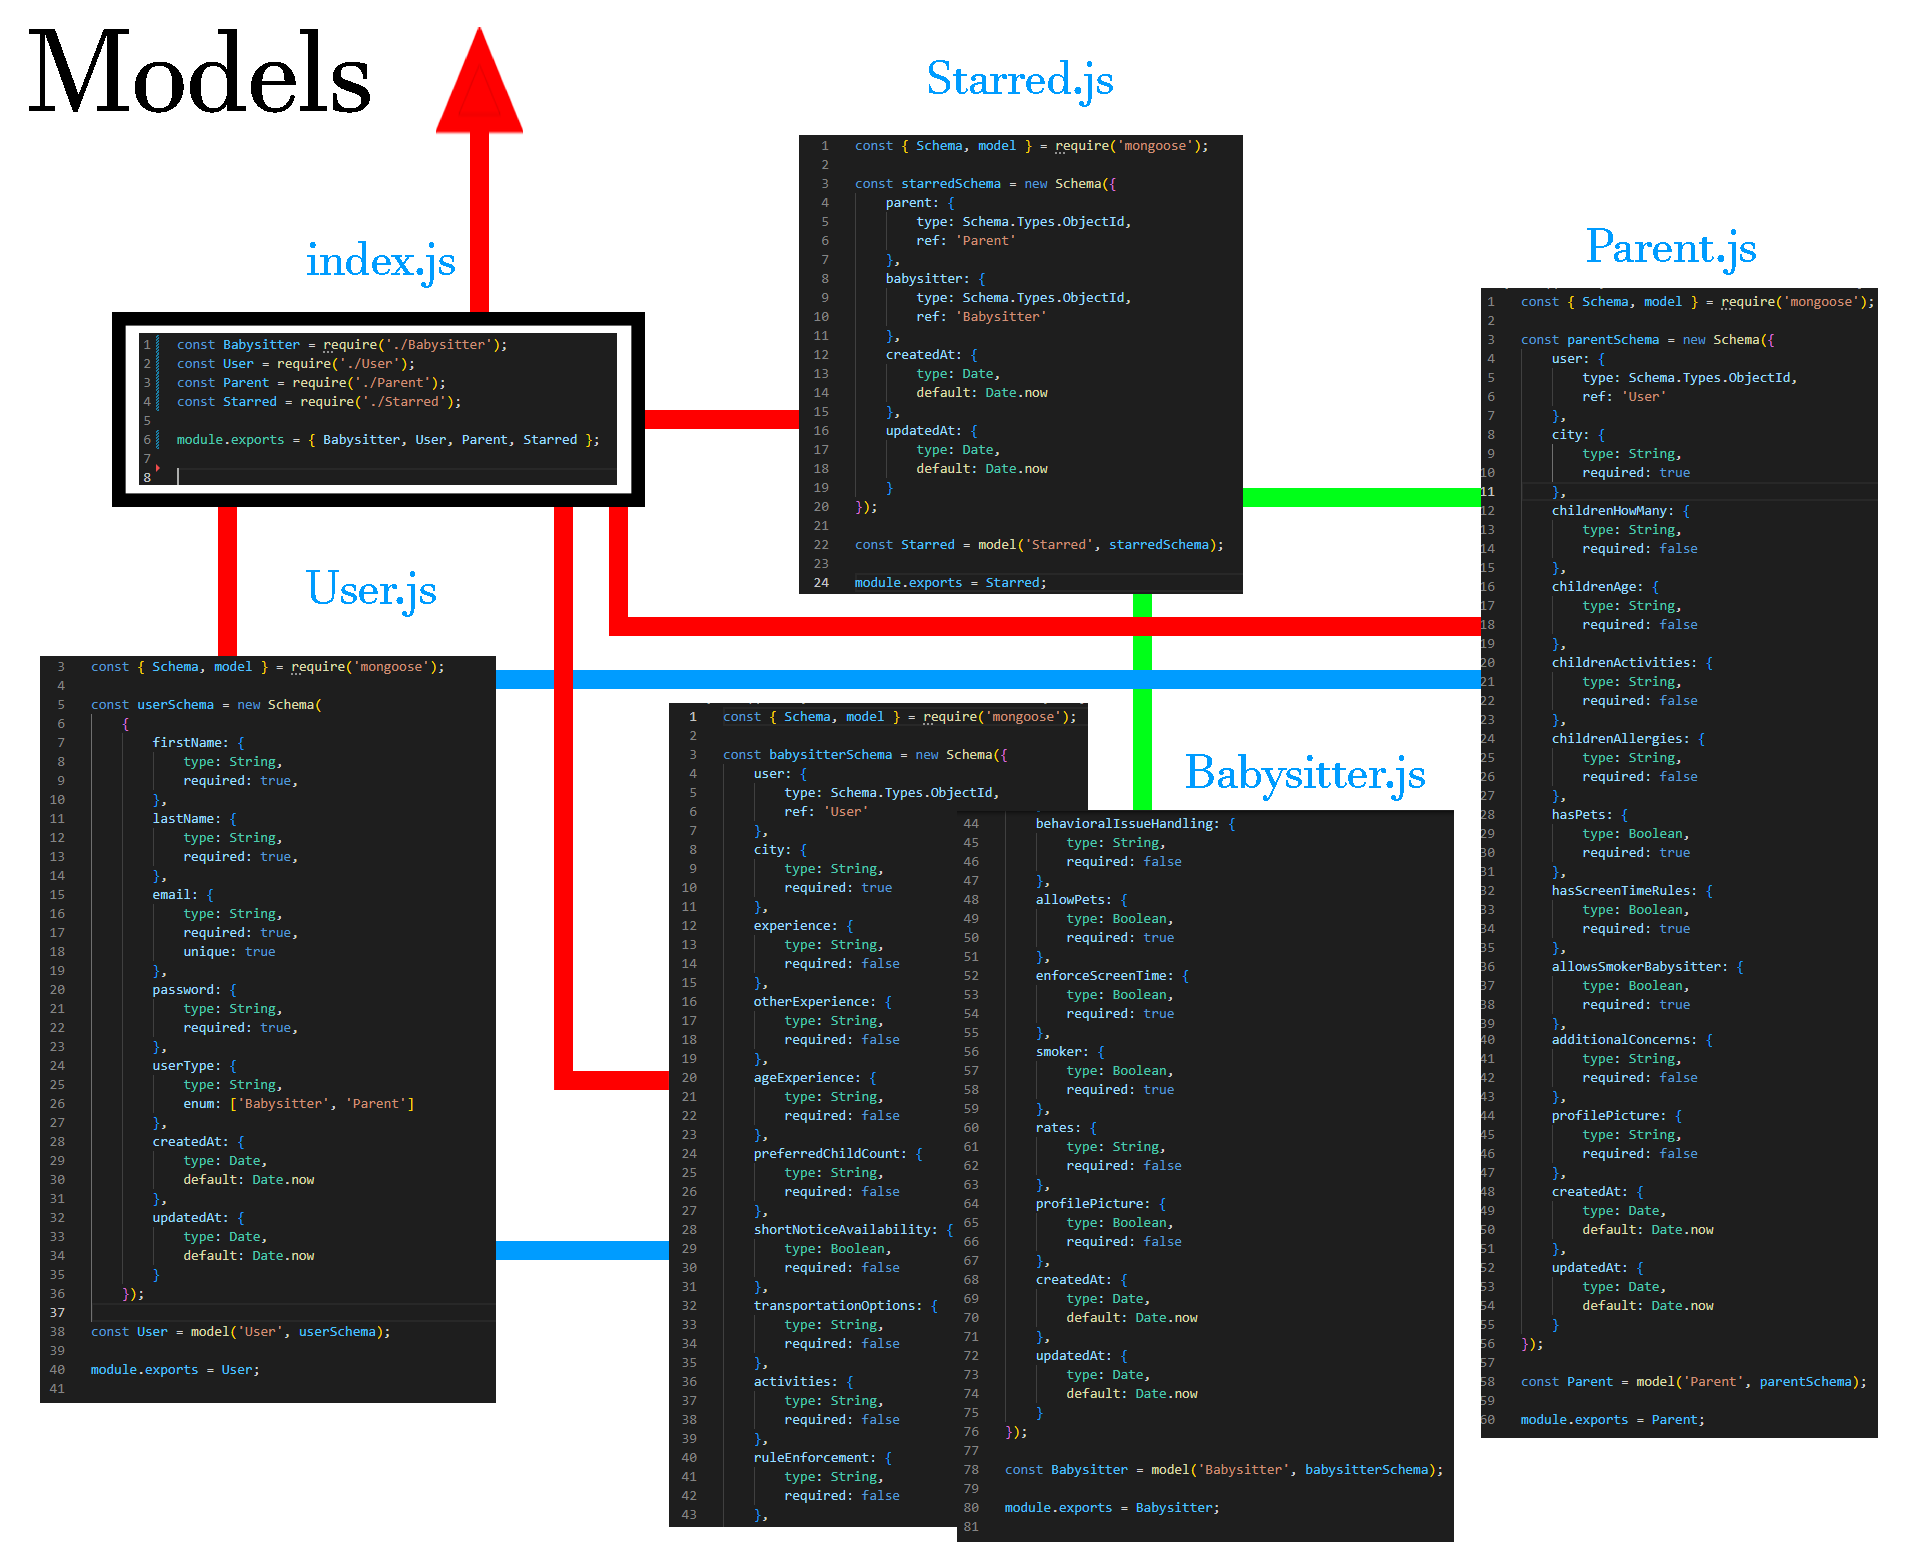 Models
index.js
1 const Babysitter = require('./Babysitter');
2 const User = require('./User');
3 const Parent = require('./Parent');
4 const Starred = require('./Starred');
5
6 module.exports = { Babysitter, User, Parent, Starred };
7
8
Starred.js
1 const { Schema, model } = require('mongoose');
2
3 const starredSchema = new Schema({
4 parent: {
5 type: Schema.Types.ObjectId,
6 ref: 'Parent'
7 },
8 babysitter: {
9 type: Schema.Types.ObjectId,
10 ref: 'Babysitter'
11 },
12 createdAt: {
13 type: Date,
14 default: Date.now
15 },
16 updatedAt: {
17 type: Date,
18 default: Date.now
19 }
20 });
21
22 const Starred = model('Starred', starredSchema);
23
24 module.exports = Starred;
User.js
3 const { Schema, model } = require('mongoose');
4
5 const userSchema = new Schema(
6 {
7 firstName: {
8 type: String,
9 required: true,
10 },
11 lastName: {
12 type: String,
13 required: true,
14 },
15 email: {
16 type: String,
17 required: true,
18 unique: true
19 },
20 password: {
21 type: String,
22 required: true,
23 },
24 userType: {
25 type: String,
26 enum: ['Babysitter', 'Parent']
27 },
28 createdAt: {
29 type: Date,
30 default: Date.now
31 },
32 updatedAt: {
33 type: Date,
34 default: Date.now
35 }
36 });
37
38 const User = model('User', userSchema);
39
40 module.exports = User;
41
Babysitter.js
1 const { Schema, model } = require('mongoose');
2
3 const babysitterSchema = new Schema({
4 user: {
5 type: Schema.Types.ObjectId,
6 ref: 'User'
7 },
8 city: {
9 type: String,
10 required: true
11 },
12 experience: {
13 type: String,
14 required: false
15 },
16 otherExperience: {
17 type: String,
18 required: false
19 },
20 ageExperience: {
21 type: String,
22 required: false
23 },
24 preferredChildCount: {
25 type: String,
26 required: false
27 },
28 shortNoticeAvailability: {
29 type: Boolean,
30 required: false
31 },
32 transportationOptions: {
33 type: String,
34 required: false
35 },
36 activities: {
37 type: String,
38 required: false
39 },
40 ruleEnforcement: {
41 type: String,
42 required: false
43 },
44 behavioralIssueHandling: {
45 type: String,
46 required: false
47 },
48 allowPets: {
49 type: Boolean,
50 required: true
51 },
52 enforceScreenTime: {
53 type: Boolean,
54 required: true
55 },
56 smoker: {
57 type: Boolean,
58 required: true
59 },
60 rates: {
61 type: String,
62 required: false
63 },
64 profilePicture: {
65 type: Boolean,
66 required: false
67 },
68 createdAt: {
69 type: Date,
70 default: Date.now
71 },
72 updatedAt: {
73 type: Date,
74 default: Date.now
75 }
76 });
77
78 const Babysitter = model('Babysitter', babysitterSchema);
79
80 module.exports = Babysitter;
81
Parent.js
1 const { Schema, model } = require('mongoose');
2
3 const parentSchema = new Schema({
4 user: {
5 type: Schema.Types.ObjectId,
6 ref: 'User'
7 },
8 city: {
9 type: String,
10 required: true
11 },
12 childrenHowMany: {
13 type: String,
14 required: false
15 },
16 childrenAge: {
17 type: String,
18 required: false
19 },
20 childrenActivities: {
21 type: String,
22 required: false
23 },
24 childrenAllergies: {
25 type: String,
26 required: false
27 },
28 hasPets: {
29 type: Boolean,
30 required: true
31 },
32 hasScreenTimeRules: {
33 type: Boolean,
34 required: true
35 },
36 allowsSmokerBabysitter: {
37 type: Boolean,
38 required: true
39 },
40 additionalConcerns: {
41 type: String,
42 required: false
43 },
44 profilePicture: {
45 type: String,
46 required: false
47 },
48 createdAt: {
49 type: Date,
50 default: Date.now
51 },
52 updatedAt: {
53 type: Date,
54 default: Date.now
55 }
56 });
57
58 const Parent = model('Parent', parentSchema);
59
60 module.exports = Parent;